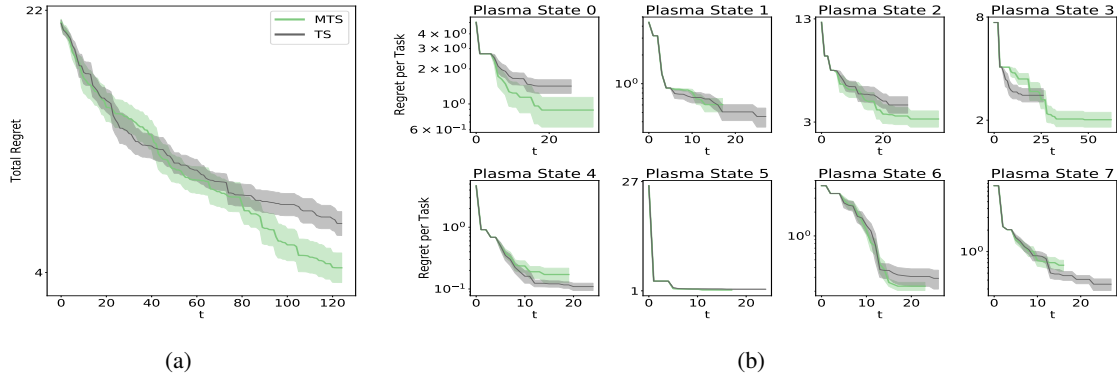 22
MTS
TS
Total Regret
4
0 20 40 60 80 100 120
t
(a)
Plasma State 0
Regret per Task
4 × 10⁰
3 × 10⁰
2 × 10⁰
10⁰
6 × 10⁻¹
0 20
t
Plasma State 1
10⁰
0 10 20
t
Plasma State 2
13
3
0 20
t
Plasma State 3
8
2
0 25 50
t
Plasma State 4
Regret per Task
10⁰
10⁻¹
0 10 20
t
Plasma State 5
27
1
0 10 20
t
Plasma State 6
10⁰
0 10 20
t
Plasma State 7
10⁰
0 10 20
t
(b)